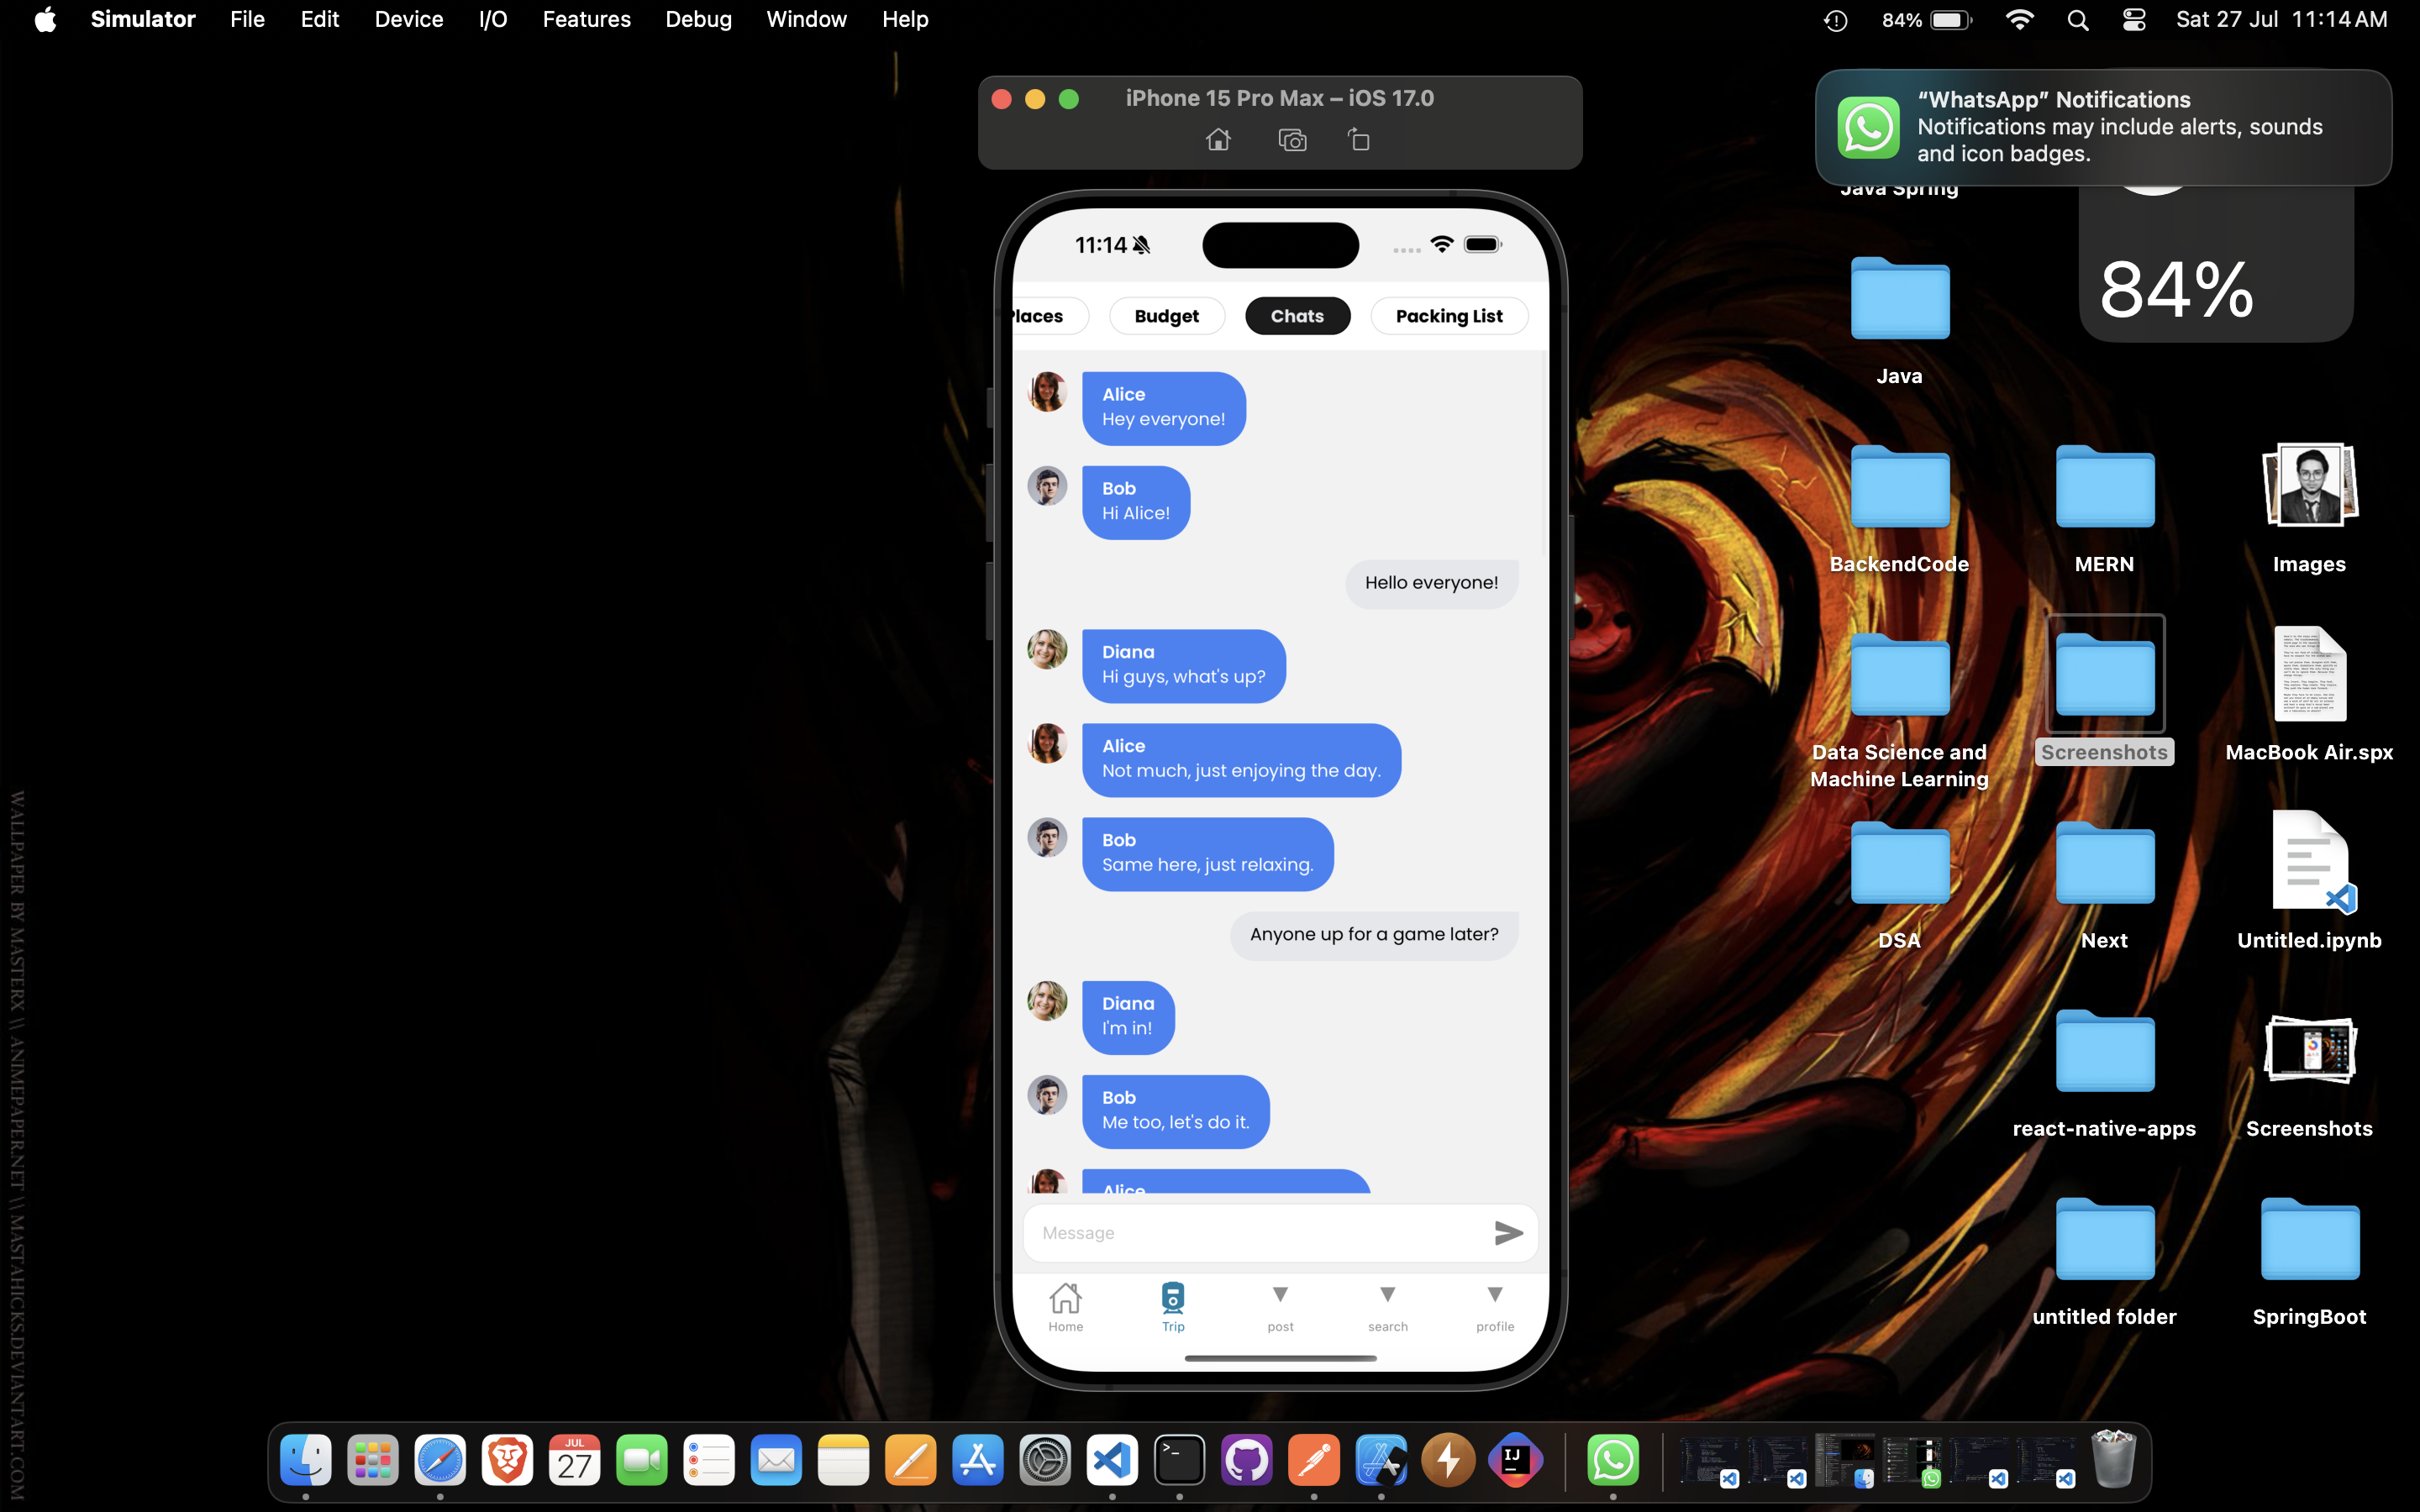 Simulator File Edit Device I/O Features Debug Window Help
84% Sat 27 Jul 11:14 AM
iPhone 15 Pro Max – iOS 17.0
“WhatsApp” Notifications
Notifications may include alerts, sounds
and icon badges.
Java Spring
84%
Java
BackendCode
MERN
Images
Data Science and
Machine Learning
Screenshots
MacBook Air.spx
DSA
Next
Untitled.ipynb
react-native-apps
Screenshots
untitled folder
SpringBoot
11:14
Places Budget Chats Packing List
Alice
Hey everyone!
Bob
Hi Alice!
Hello everyone!
Diana
Hi guys, what's up?
Alice
Not much, just enjoying the day.
Bob
Same here, just relaxing.
Anyone up for a game later?
Diana
I'm in!
Bob
Me too, let's do it.
Alice
Message
Home Trip post search profile
WALLPAPER BY MASTERX \\ ANIMEPAPER.NET \\ MASTAHICKS.DEVIANTART.COM
JUL
27
>_
IJ